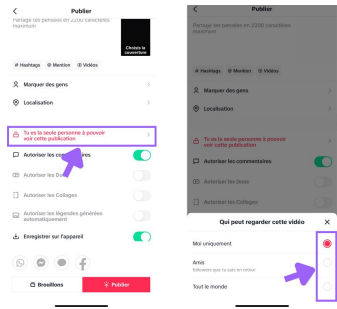 Publier
Partage tes pensées en 2200 caractères
maximum
Choisis la
couverture
# Hashtags
@ Mention
Vidéos
Marquer des gens
Localisation
Tu es la seule personne à pouvoir
voir cette publication
Autoriser les commentaires
Autoriser les Duos
Autoriser les Collages
Autoriser les légendes générées
automatiquement
Enregistrer sur l'appareil
Brouillons
Publier
Publier
Partage tes pensées en 2200 caractères
maximum
# Hashtags
@ Mention
Vidéos
Marquer des gens
Localisation
Tu es la seule personne à pouvoir
voir cette publication
Autoriser les commentaires
Autoriser les Duos
Autoriser les Collages
Qui peut regarder cette vidéo
Moi uniquement
Amis
followers que tu suis en retour
Tout le monde